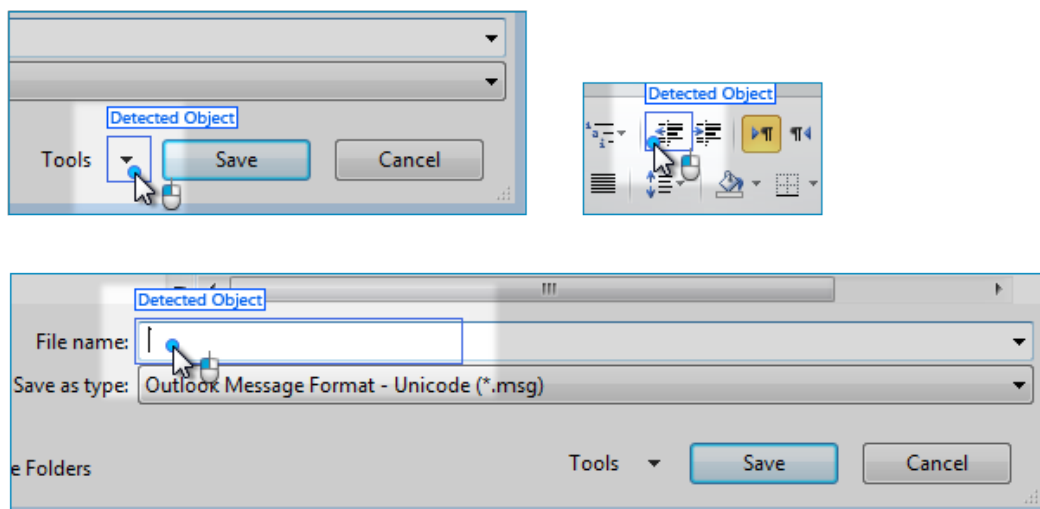 Detected Object
Tools
Save
Cancel
Detected Object
Detected Object
File name:
Save as type: Outlook Message Format - Unicode (*.msg)
e Folders
Tools
Save
Cancel